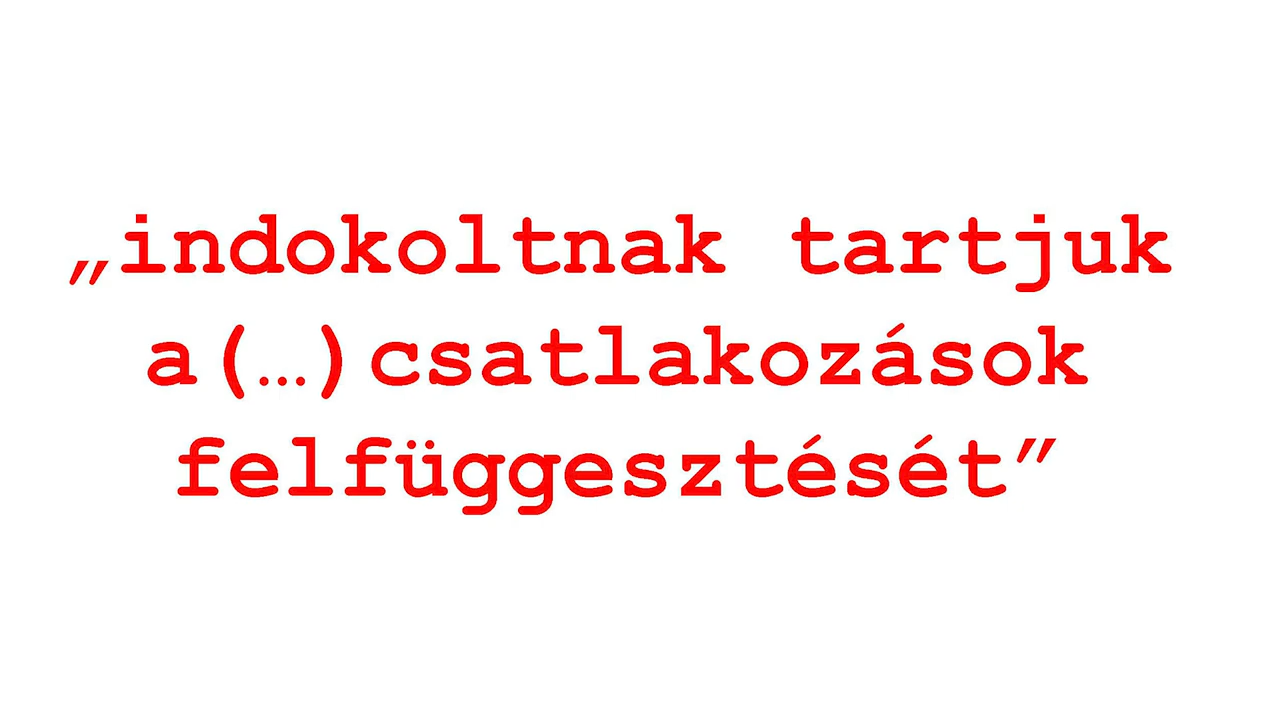 „indokoltnak tartjuk
a(…)csatlakozások
felfüggesztését”